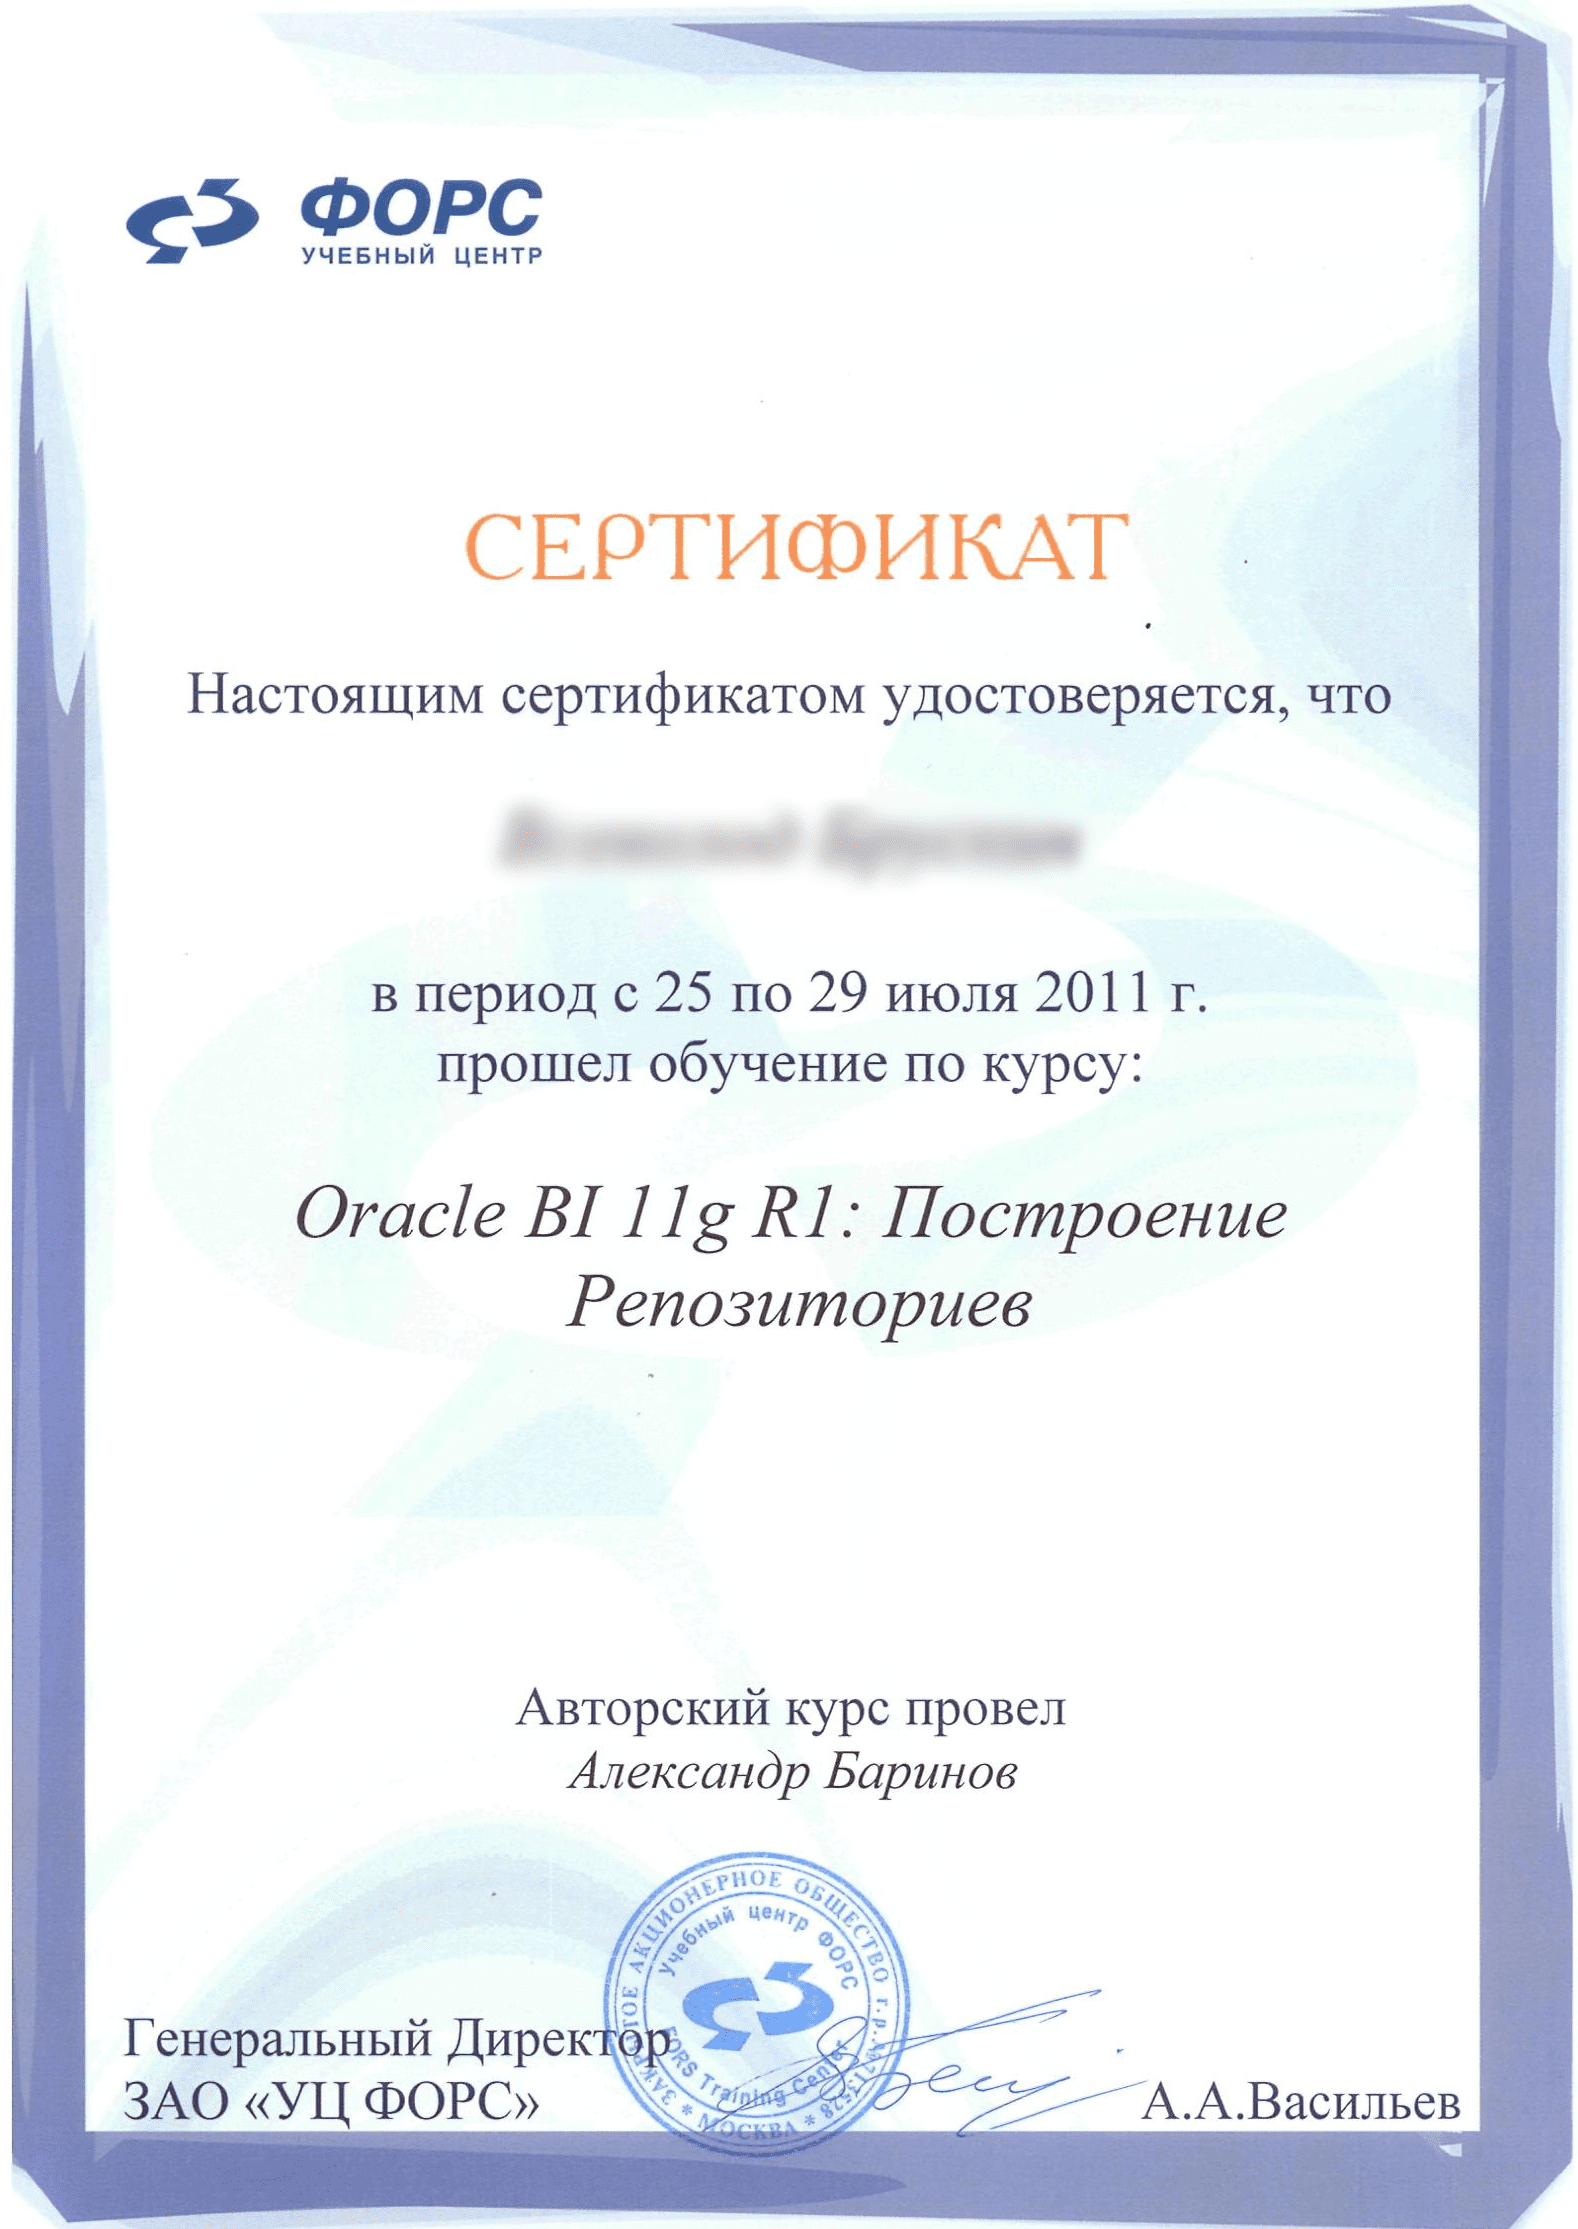 ФОРС
УЧЕБНЫЙ ЦЕНТР
СЕРТИФИКАТ
Настоящим сертификатом удостоверяется, что
в период с 25 по 29 июля 2011 г.
прошел обучение по курсу:
Oracle BI 11g R1: Построение
Репозиториев
Авторский курс провел
Александр Баринов
ЗАКРЫТОЕ АКЦИОНЕРНОЕ ОБЩЕСТВО г.р.№713528
* МОСКВА *
Учебный центр ФОРС
FORS Training Center
Генеральный Директор
ЗАО «УЦ ФОРС»
А.А.Васильев